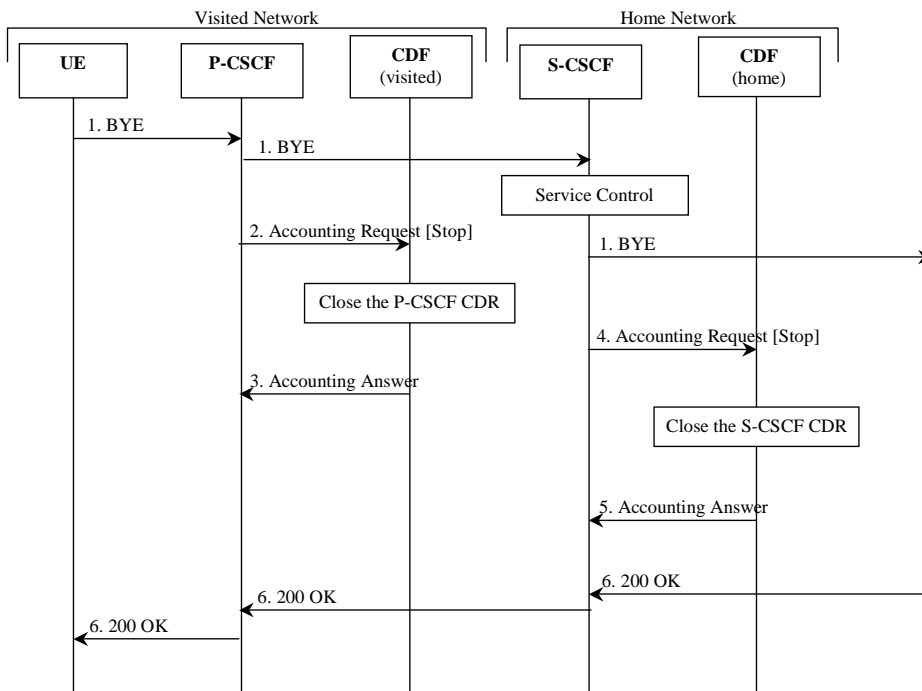 Visited Network
Home Network
UE
P-CSCF
CDF
(visited)
S-CSCF
CDF
(home)
1. BYE
1. BYE
Service Control
2. Accounting Request [Stop]
1. BYE
Close the P-CSCF CDR
4. Accounting Request [Stop]
3. Accounting Answer
Close the S-CSCF CDR
5. Accounting Answer
6. 200 OK
6. 200 OK
6. 200 OK